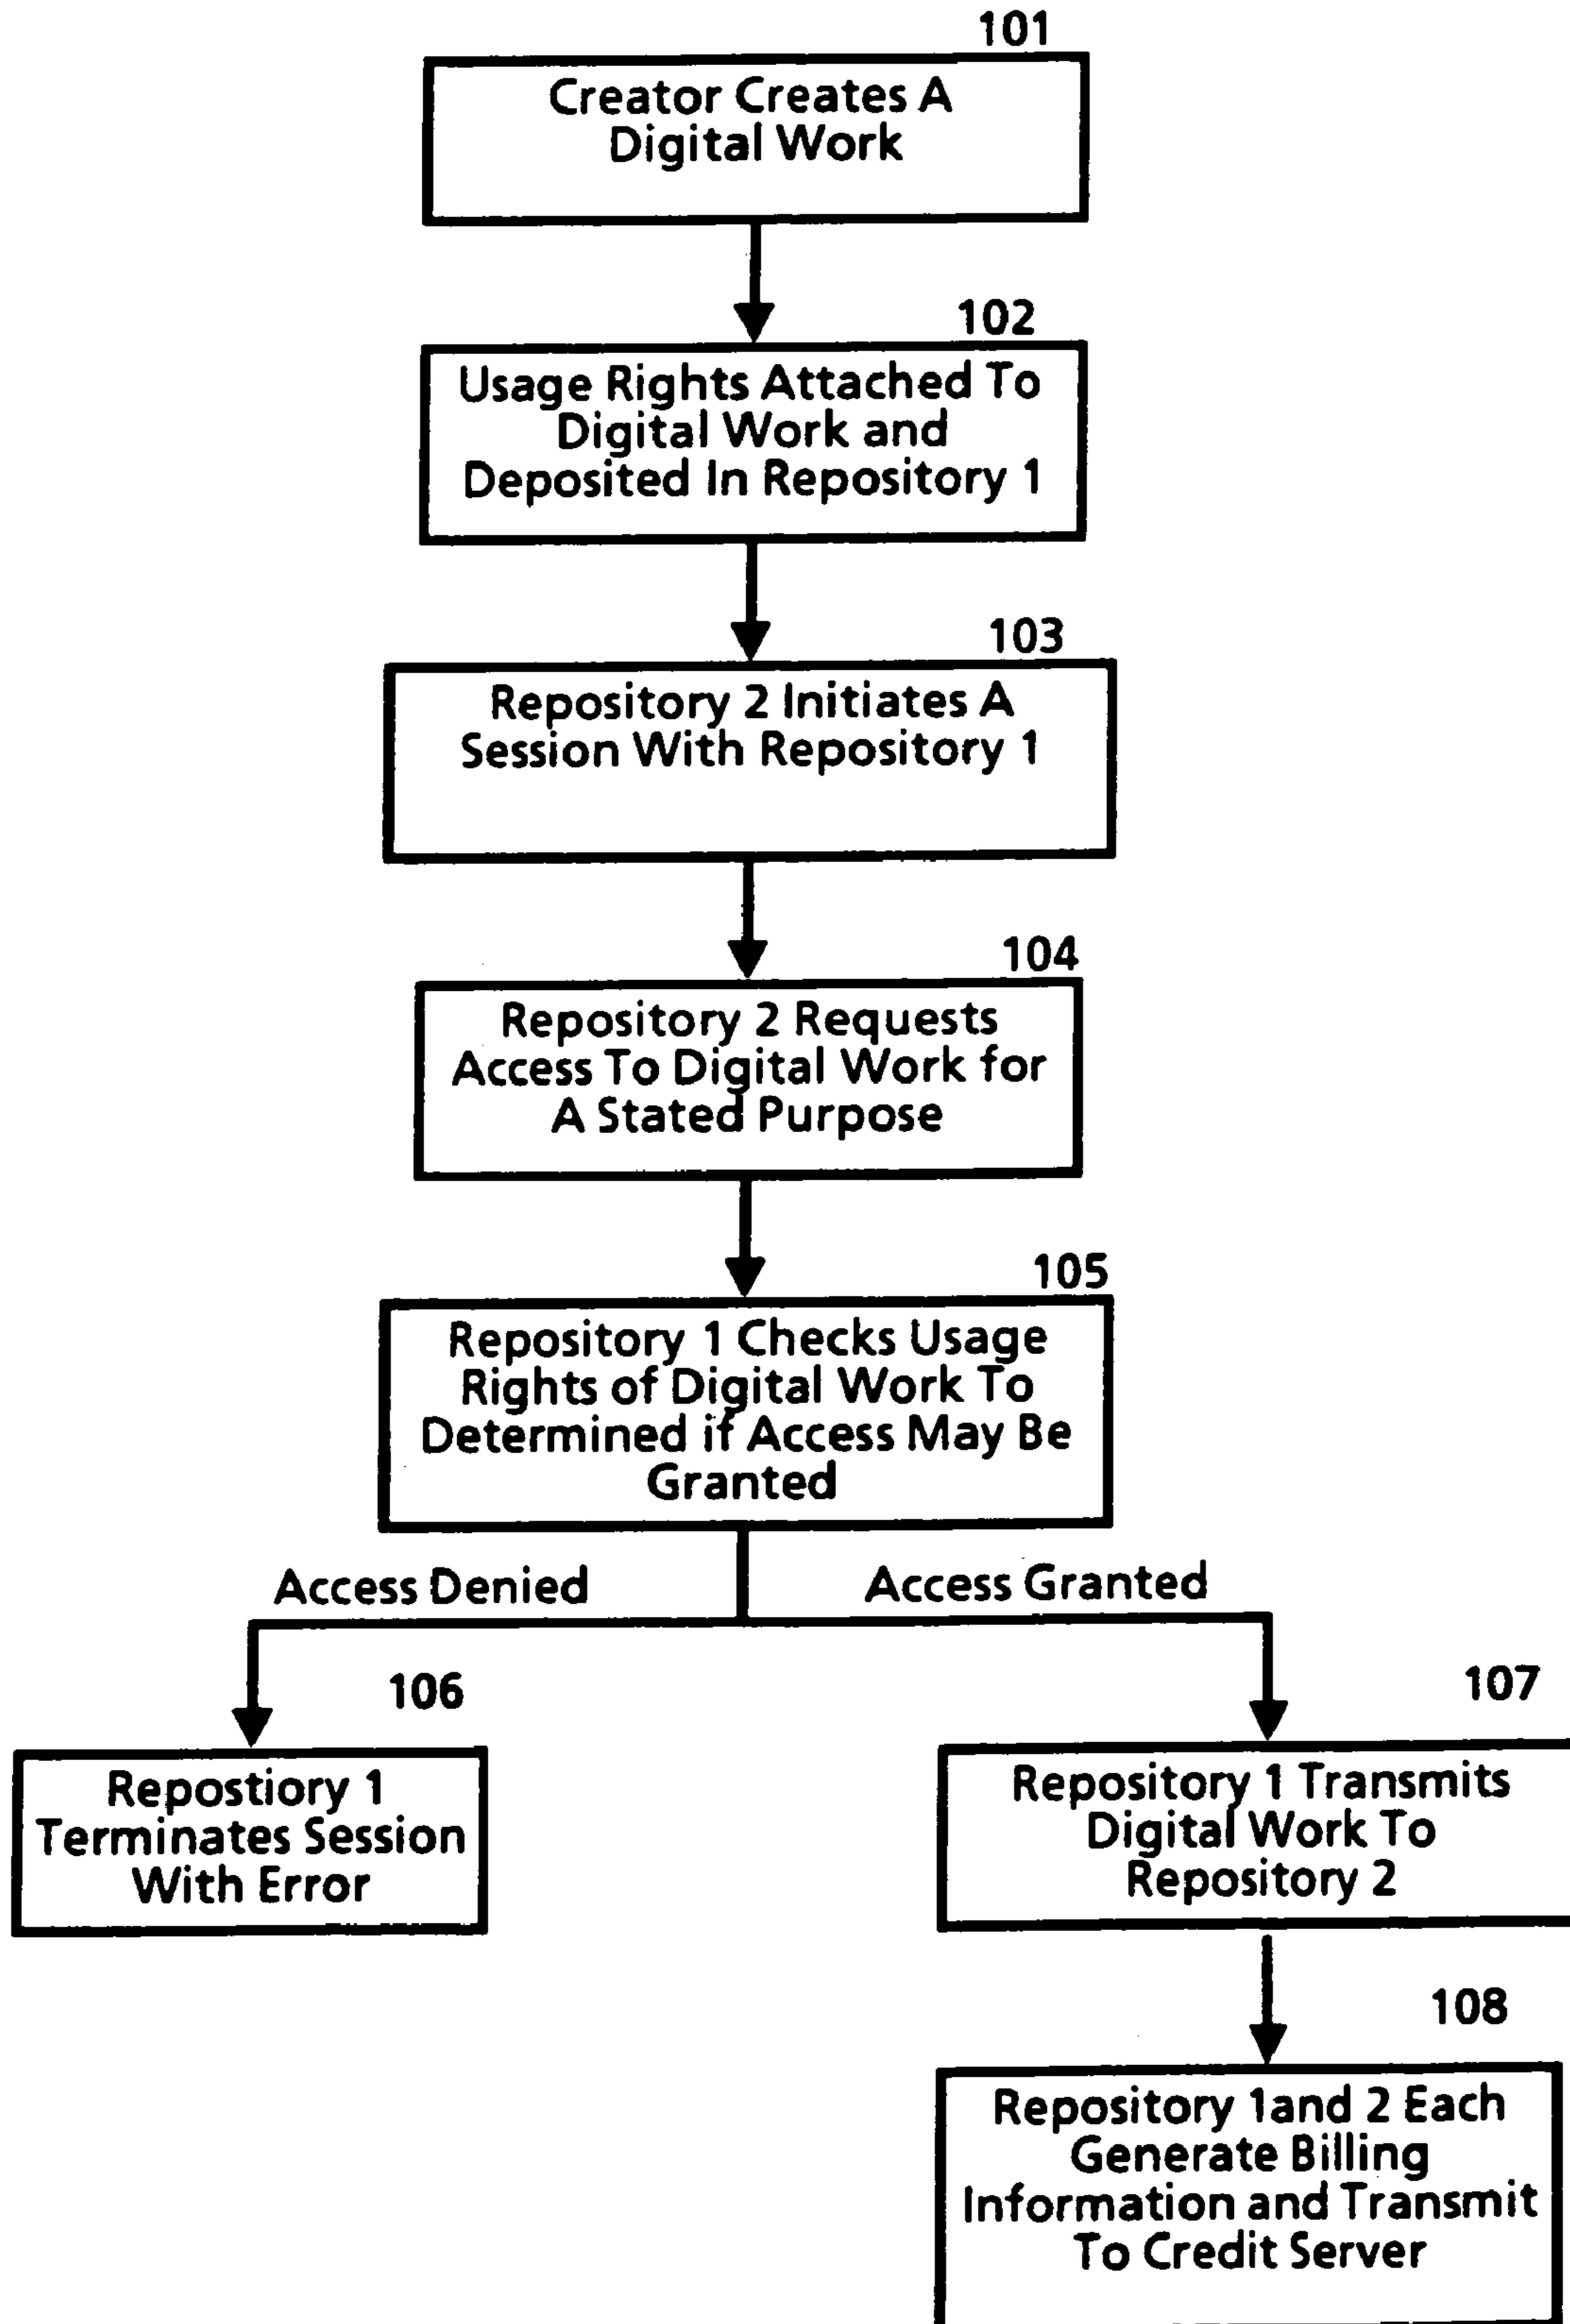 101
Creator Creates A
Digital Work
102
Usage Rights Attached To
Digital Work and
Deposited In Repository 1
103
Repository 2 Initiates A
Session With Repository 1
104
Repository 2 Requests
Access To Digital Work for
A Stated Purpose
105
Repository 1 Checks Usage
Rights of Digital Work To
Determined if Access May Be
Granted
Access Denied
Access Granted
106
Repostiory 1
Terminates Session
With Error
107
Repository 1 Transmits
Digital Work To
Repository 2
108
Repository 1and 2 Each
Generate Billing
Information and Transmit
To Credit Server